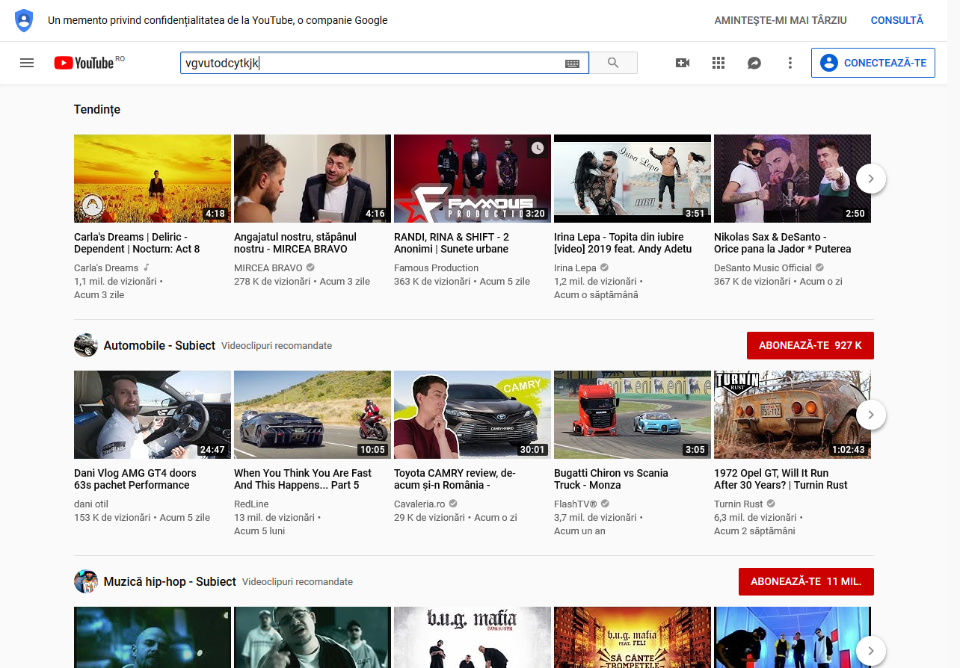 Un memento privind confidențialitatea de la YouTube, o companie Google
AMINTEȘTE-MI MAI TÂRZIU
CONSULTĂ
YouTube RO
vgvutodcytkjk
CONECTEAZĂ-TE
Tendințe
4:18
4:16
FAMOUS
PRODUCTION
3:20
Irina Lepa
3:51
2:50
Carla's Dreams | Deliric -
Dependent | Nocturn: Act 8
Carla's Dreams
1,1 mil. de vizionări •
Acum 3 zile
Angajatul nostru, stăpânul
nostru - MIRCEA BRAVO
MIRCEA BRAVO
278 K de vizionări • Acum 3 zile
RANDI, RINA & SHIFT - 2
Anonimi | Sunete urbane
Famous Production
363 K de vizionări • Acum 5 zile
Irina Lepa - Topita din iubire
[video] 2019 feat. Andy Adetu
Irina Lepa
1,2 mil. de vizionări •
Acum o săptămână
Nikolas Sax & DeSanto -
Orice pana la Jador * Puterea
DeSanto Music Official
367 K de vizionări • Acum o zi
Automobile - Subiect Videoclipuri recomandate
ABONEAZĂ-TE 927 K
24:47
10:05
CAMRY
30:01
3:05
TURNIN
RUST
1:02:43
Dani Vlog AMG GT4 doors
63s pachet Performance
dani otil
153 K de vizionări • Acum 5 zile
When You Think You Are Fast
And This Happens... Part 5
RedLine
13 mil. de vizionări •
Acum 5 luni
Toyota CAMRY review, de-
acum și-n România -
Cavaleria.ro
29 K de vizionări • Acum o zi
Bugatti Chiron vs Scania
Truck - Monza
FlashTV®
3,7 mil. de vizionări •
Acum un an
1972 Opel GT, Will It Run
After 30 Years? | Turnin Rust
Turnin Rust
6,3 mil. de vizionări •
Acum 2 săptămâni
Muzică hip-hop - Subiect Videoclipuri recomandate
ABONEAZĂ-TE 11 MIL.
b.u.g. mafia
b.u.g. mafia
FEAT. FELI
SĂ CÂNTE
TROMPETELE